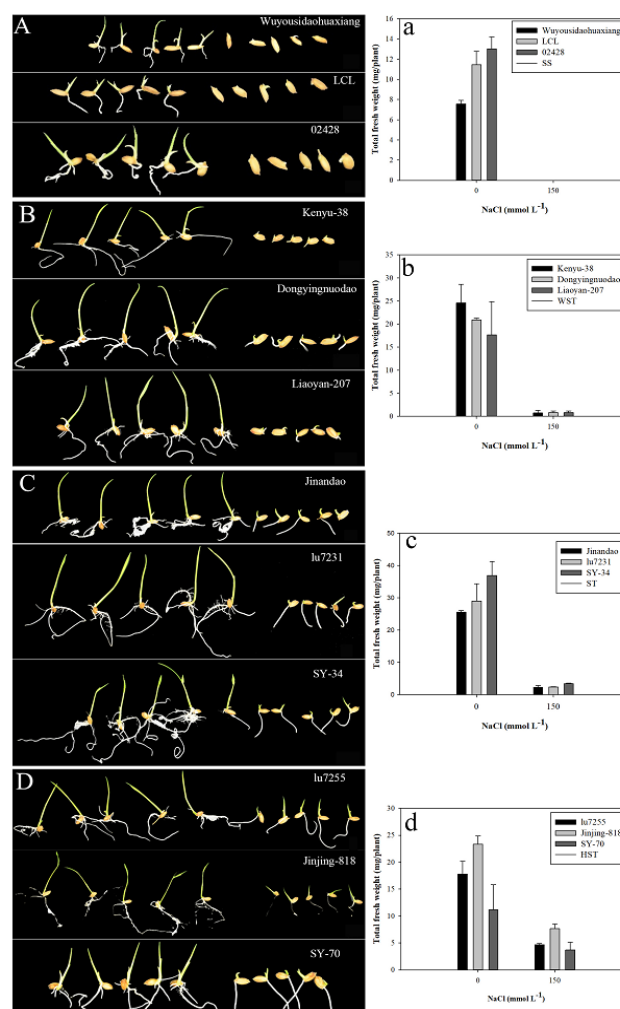 A
Wuyousidaohuaxiang
LCL
02428
a
Total fresh weight (mg/plant)
16
14
12
10
8
6
4
2
0
Wuyousidaohuaxiang
LCL
02428
SS
0
150
NaCl (mmol L⁻¹)
B
Kenyu-38
Dongyingnuodao
Liaoyan-207
b
Total fresh weight (mg/plant)
35
30
25
20
15
10
5
0
Kenyu-38
Dongyingnuodao
Liaoyan-207
WST
0
150
NaCl (mmol L⁻¹)
C
Jinandao
lu7231
SY-34
c
Total fresh weight (mg/plant)
50
40
30
20
10
0
Jinandao
lu7231
SY-34
ST
0
150
NaCl (mmol L⁻¹)
D
lu7255
Jinjing-818
SY-70
d
Total fresh weight (mg/plant)
30
25
20
15
10
5
0
lu7255
Jinjing-818
SY-70
HST
0
150
NaCl (mmol L⁻¹)